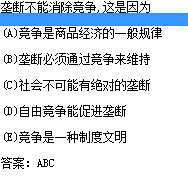 垄断不能消除竞争,这是因为
(A)竞争是商品经济的一般规律
(B)垄断必须通过竞争来维持
(C)社会不可能有绝对的垄断
(D)自由竞争能促进垄断
(E)竞争是一种制度文明
答案：ABC